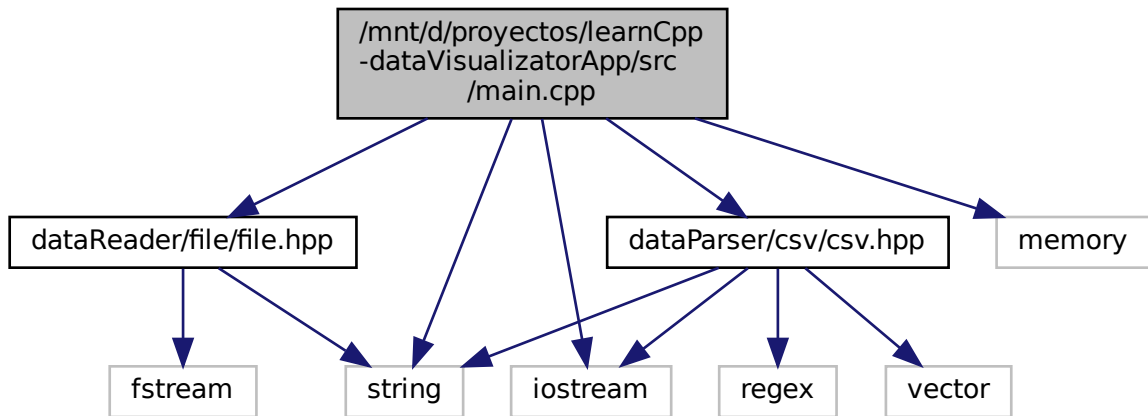 /mnt/d/proyectos/learnCpp
-dataVisualizatorApp/src
/main.cpp
dataReader/file/file.hpp
dataParser/csv/csv.hpp
memory
fstream
string
iostream
regex
vector